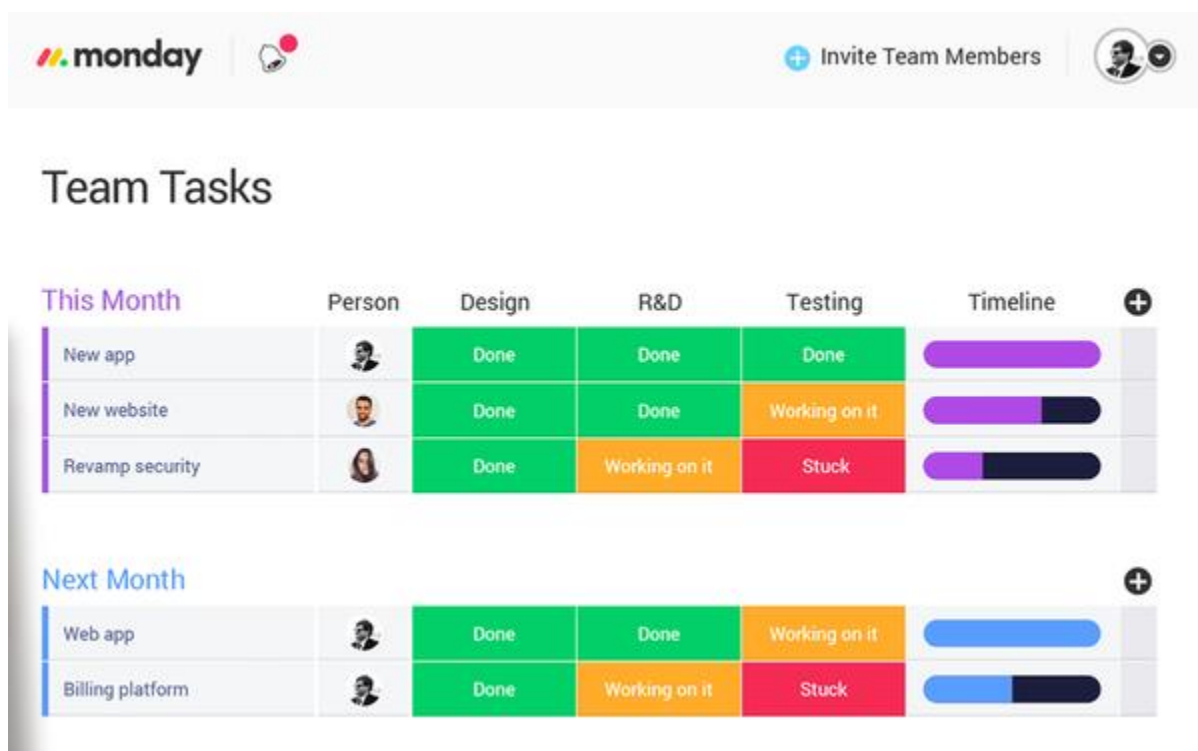 monday
Invite Team Members
Team Tasks
This Month Person Design R&D Testing Timeline
New app Done Done Done
New website Done Done Working on it
Revamp security Done Working on it Stuck
Next Month
Web app Done Done Working on it
Billing platform Done Working on it Stuck